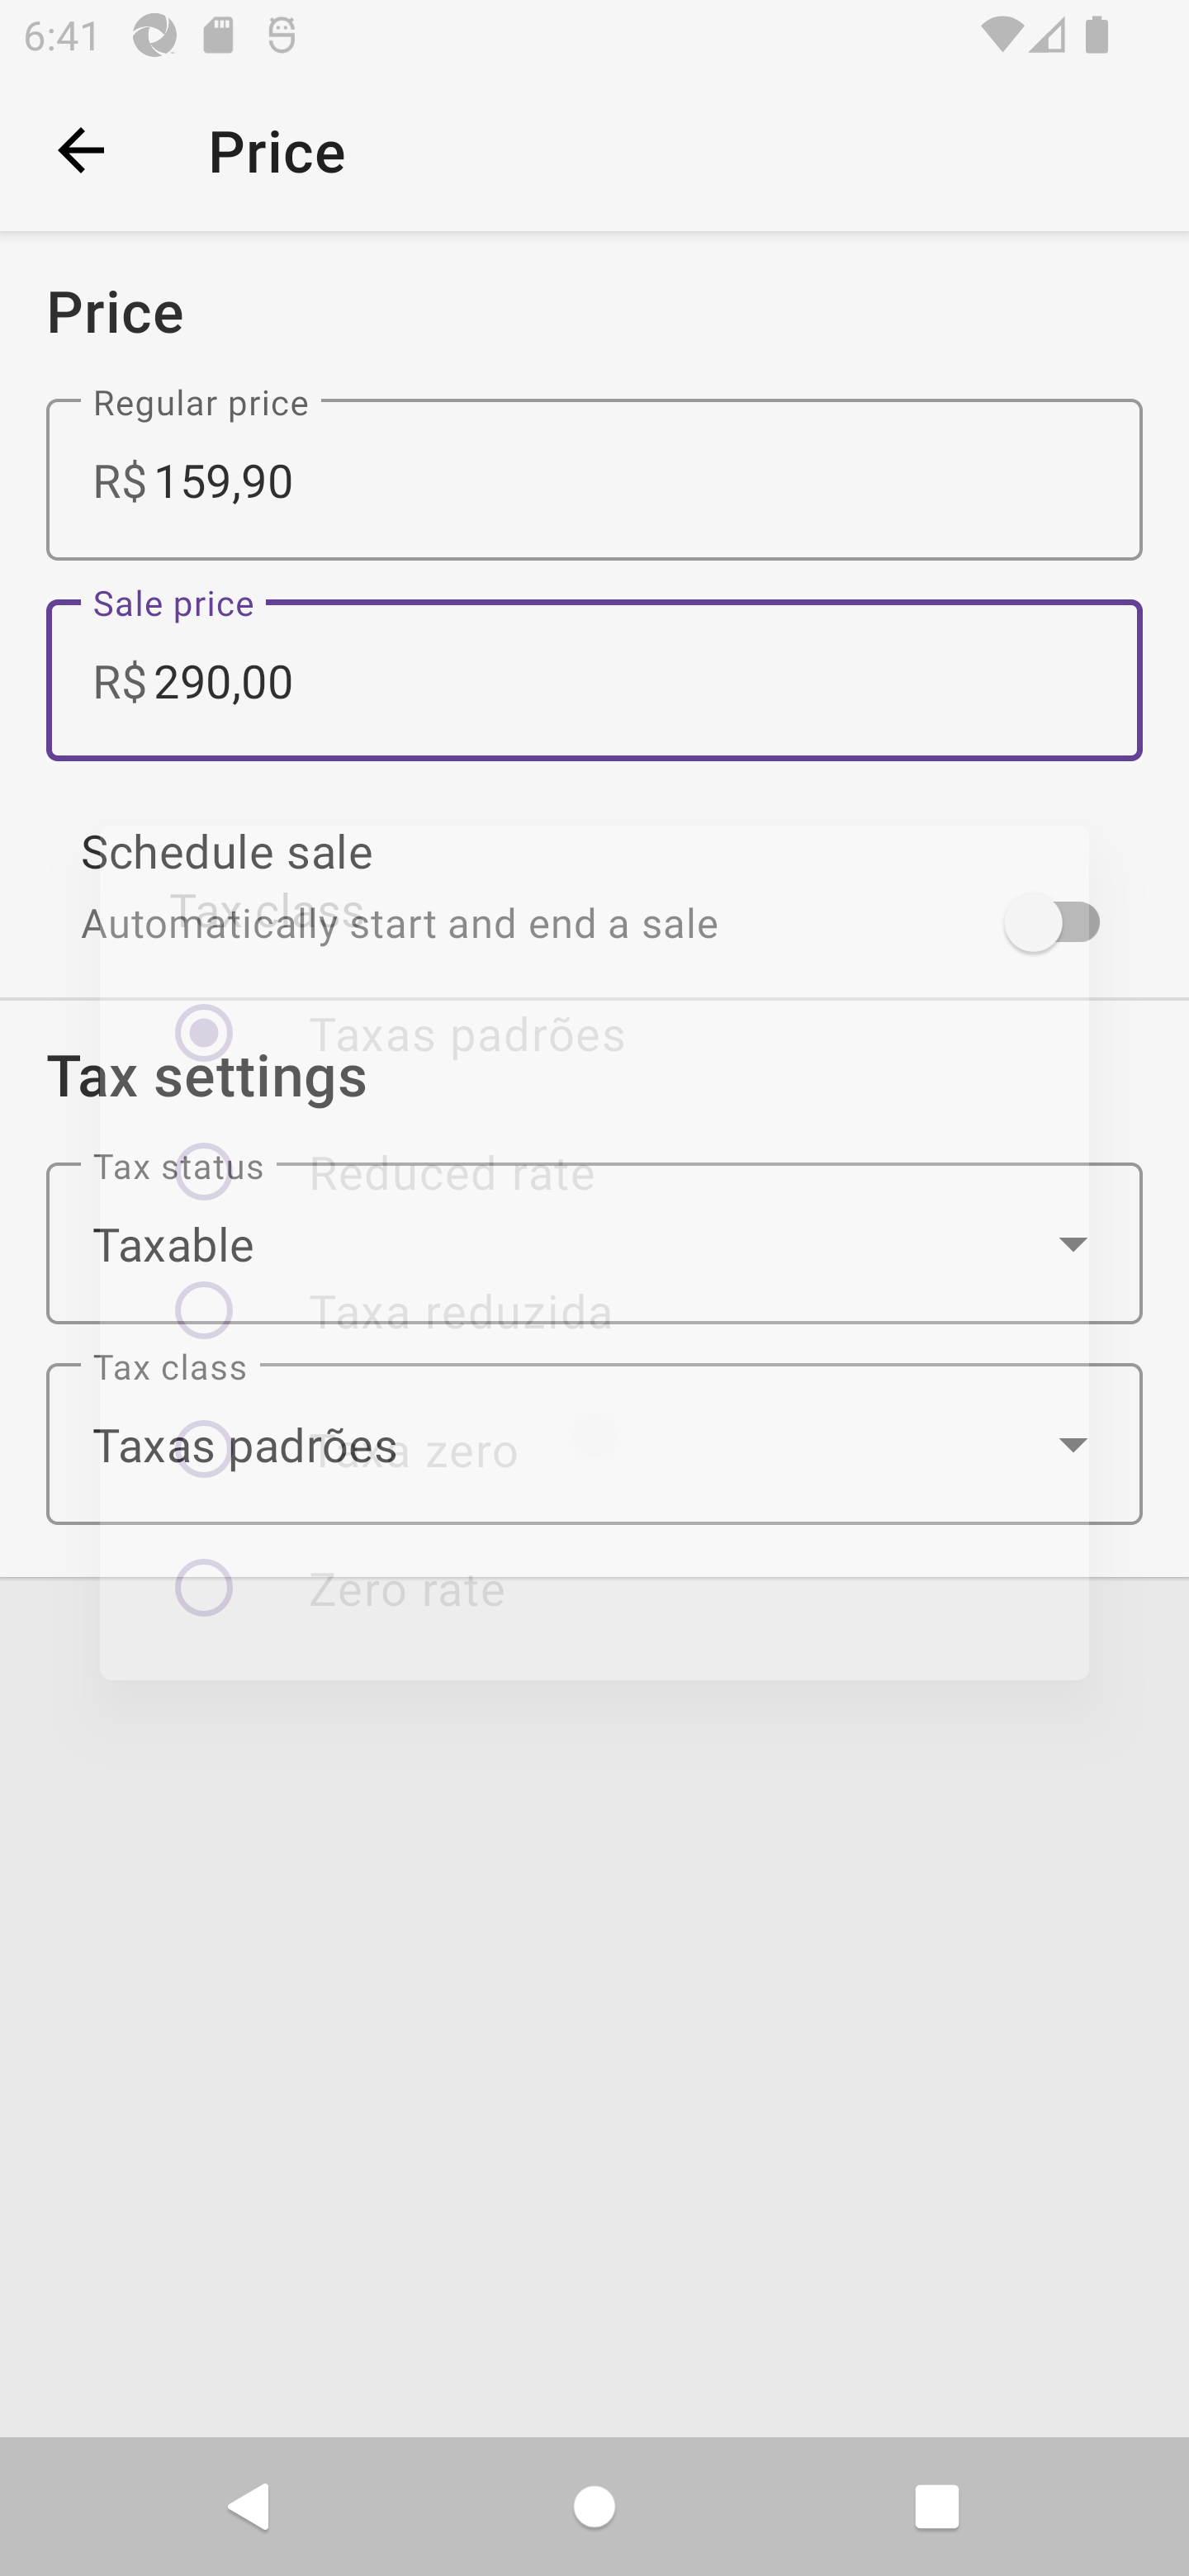 6:41
Price
Price
Regular price
R$ 159,90
Sale price
R$ 290,00
Schedule sale
Tax class
Automatically start and end a sale
Taxas padrões
Tax settings
Tax status
Reduced rate
Taxable
Taxa reduzida
Tax class
Taxas padrões
Taxa zero
Zero rate